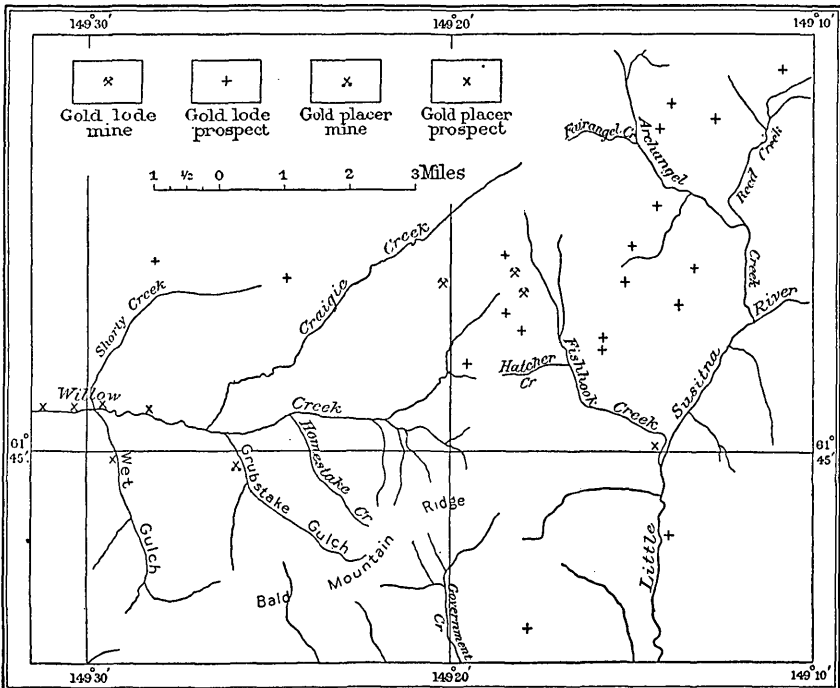 149°30′
149°20′
149°10′
Gold lode mine
Gold lode prospect
Gold placer mine
Gold placer prospect
1 ½ 0 1 2 3 Miles
Fairangel Cr
Archangel Creek
Reed Creek
Craigie Creek
Shorty Creek
Willow Creek
Hatcher Cr
Fishhook Creek
Little Susitna River
61°45′
61°45′
Wet Gulch
Grubstake Gulch
Homestake Cr
Bald Mountain Ridge
Government Cr
149°30′
149°20′
149°10′